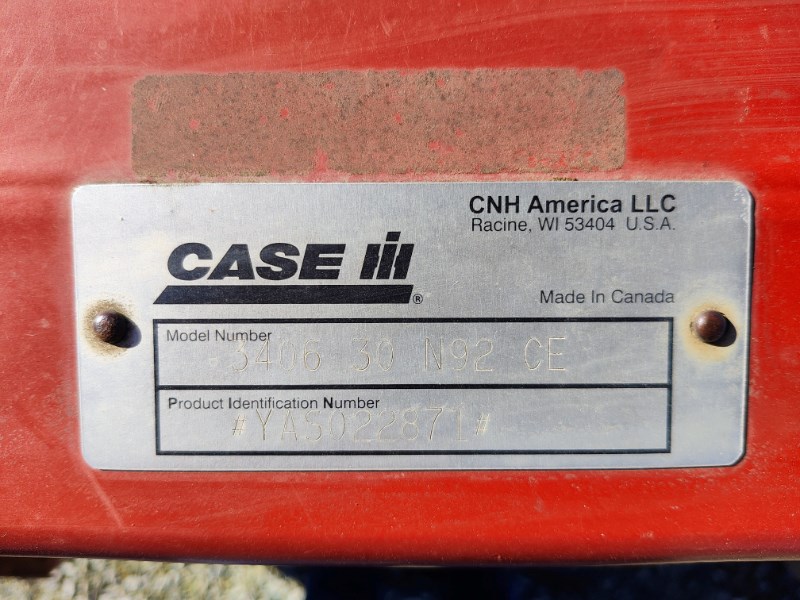 CNH America LLC
Racine, WI 53404 U.S.A.
CASE IH
®
Made In Canada
Model Number
3406 30 N92 CE
Product Identification Number
#YAS022871#